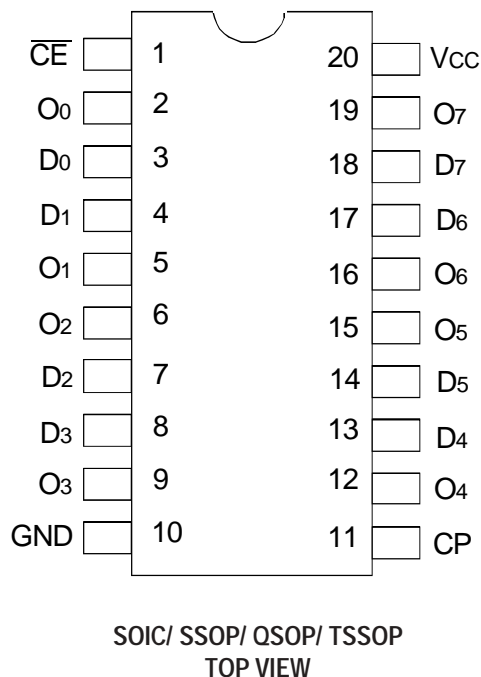 C̅E̅ 1 20 VCC
O0 2 19 O7
D0 3 18 D7
D1 4 17 D6
O1 5 16 O6
O2 6 15 O5
D2 7 14 D5
D3 8 13 D4
O3 9 12 O4
GND 10 11 CP
SOIC/ SSOP/ QSOP/ TSSOP
TOP VIEW